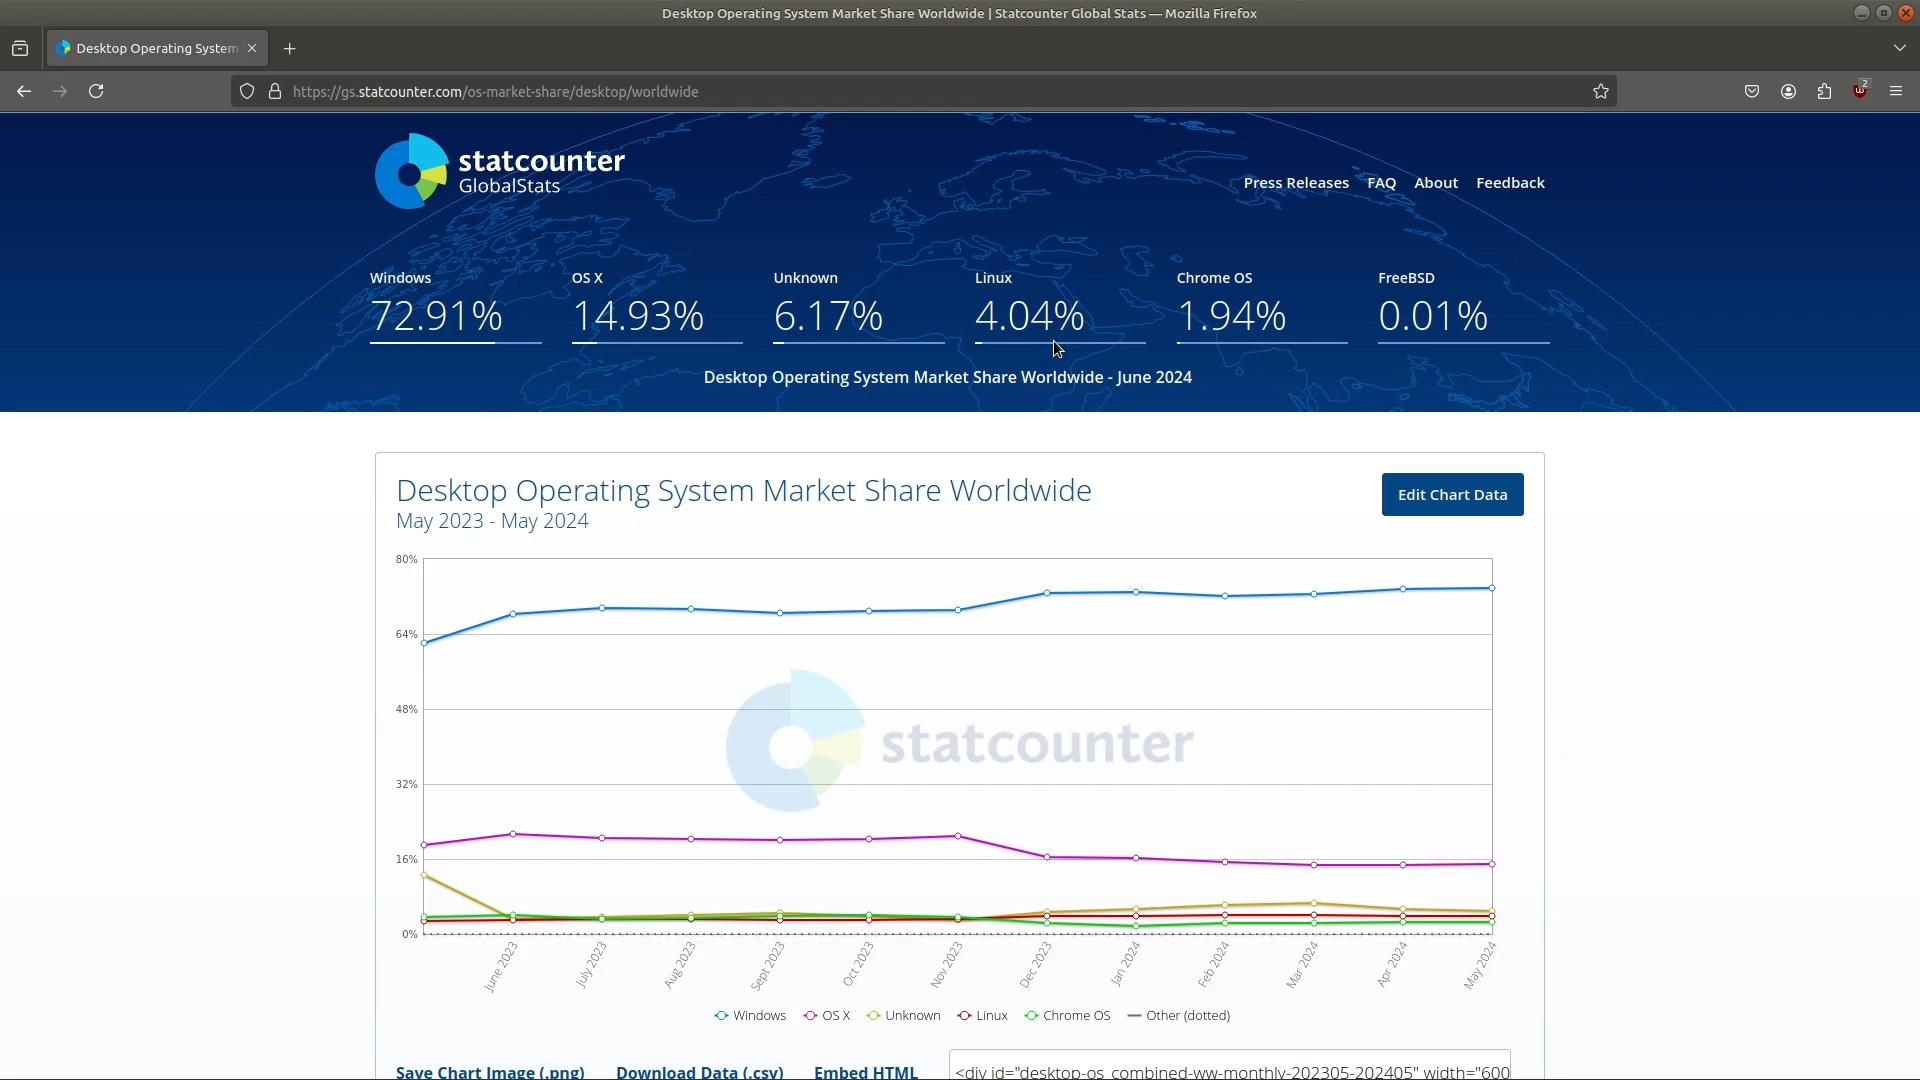 Desktop Operating System Market Share Worldwide | Statcounter Global Stats — Mozilla Firefox
Desktop Operating System
2
https://gs.statcounter.com/os-market-share/desktop/worldwide
statcounter
GlobalStats
Press Releases FAQ About Feedback
Windows OS X Unknown Linux Chrome OS FreeBSD
72.91% 14.93% 6.17% 4.04% 1.94% 0.01%
Desktop Operating System Market Share Worldwide - June 2024
Desktop Operating System Market Share Worldwide
Edit Chart Data
May 2023 - May 2024
80%
64%
48%
32%
16%
0%
statcounter
June 2023 July 2023 Aug 2023 Sept 2023 Oct 2023 Nov 2023 Dec 2023 Jan 2024 Feb 2024 Mar 2024 Apr 2024 May 2024
Windows OS X Unknown Linux Chrome OS Other (dotted)
Save Chart Image (.png) Download Data (.csv) Embed HTML <div id="desktop-os_combined-ww-monthly-202305-202405" width="600